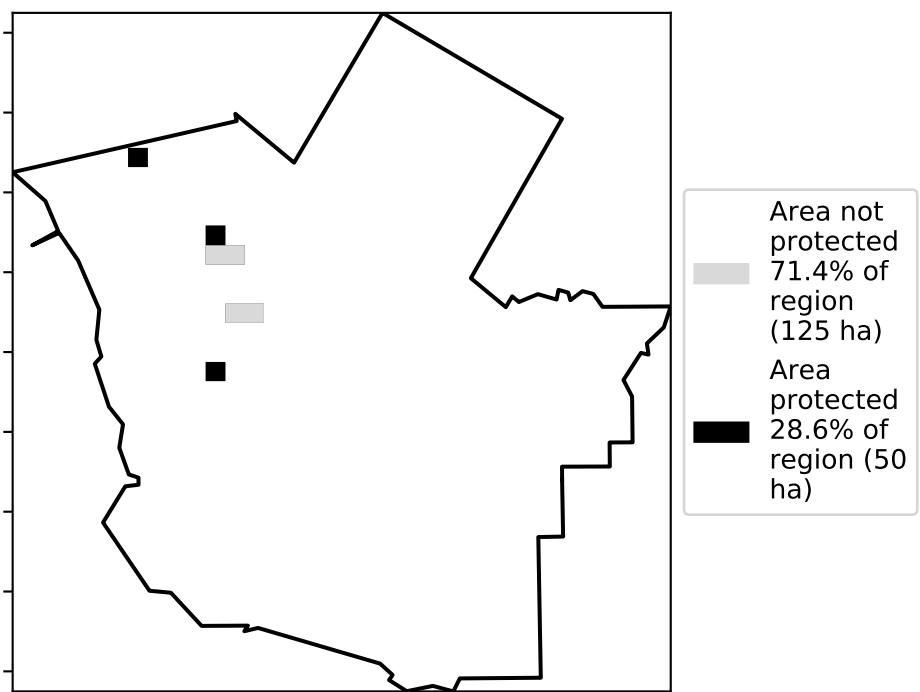 Area not
protected
71.4% of
region
(125 ha)
Area
protected
28.6% of
region (50
ha)